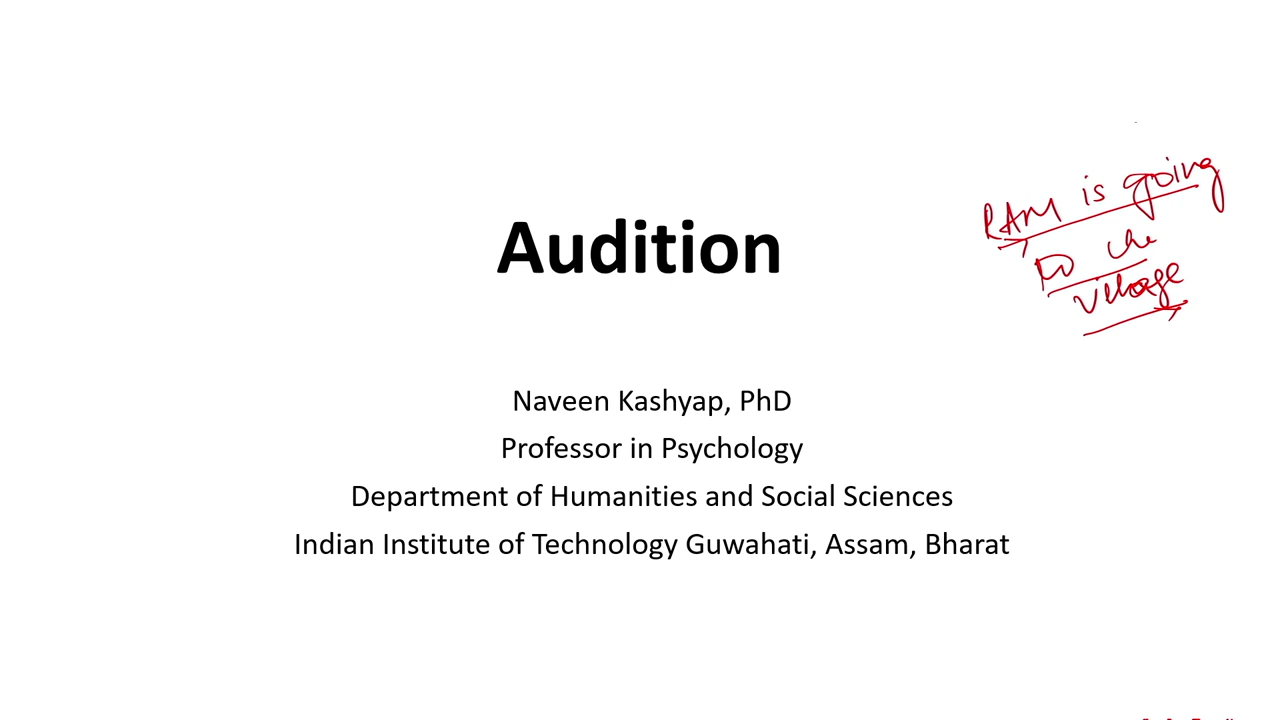 Audition
RAM is going
to the
village
Naveen Kashyap, PhD
Professor in Psychology
Department of Humanities and Social Sciences
Indian Institute of Technology Guwahati, Assam, Bharat